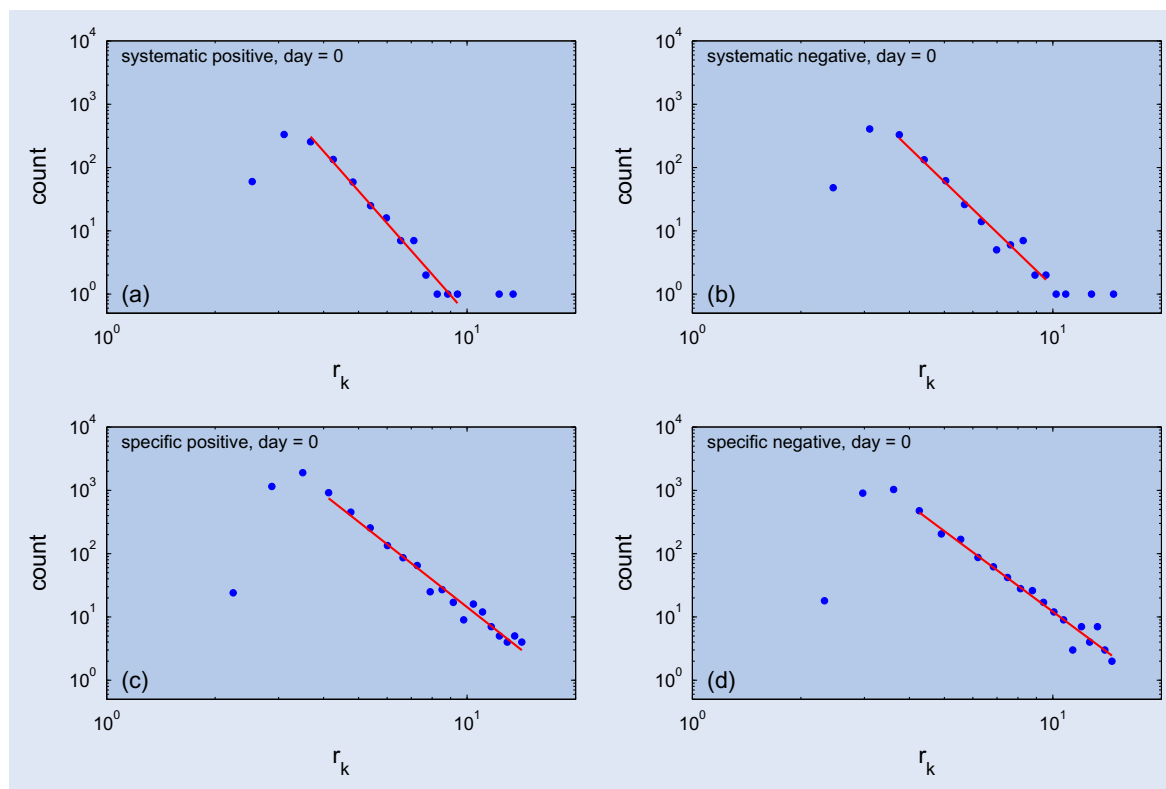 systematic positive, day = 0
10^4
10^3
10^2
10^1
10^0
count
(a)
10^0
10^1
r_k
systematic negative, day = 0
10^4
10^3
10^2
10^1
10^0
count
(b)
10^0
10^1
r_k
specific positive, day = 0
10^4
10^3
10^2
10^1
10^0
count
(c)
10^0
10^1
r_k
specific negative, day = 0
10^4
10^3
10^2
10^1
10^0
count
(d)
10^0
10^1
r_k